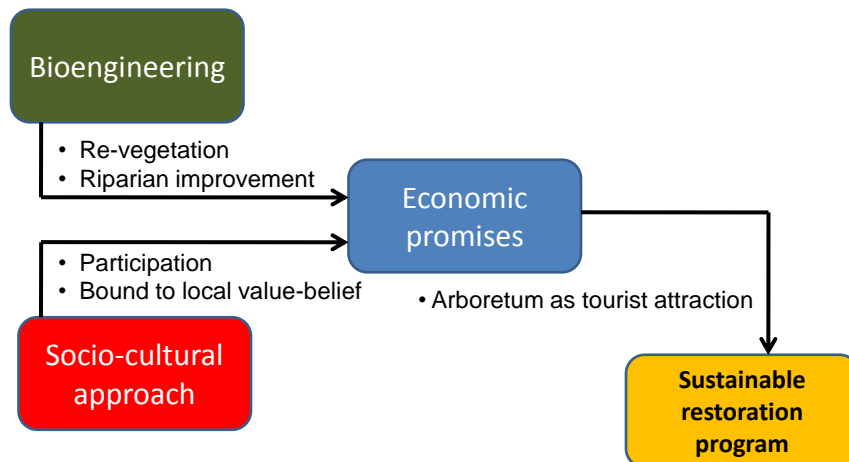 Bioengineering
• Re-vegetation
• Riparian improvement
Economic
promises
• Participation
• Bound to local value-belief
• Arboretum as tourist attraction
Socio-cultural
approach
Sustainable
restoration
program